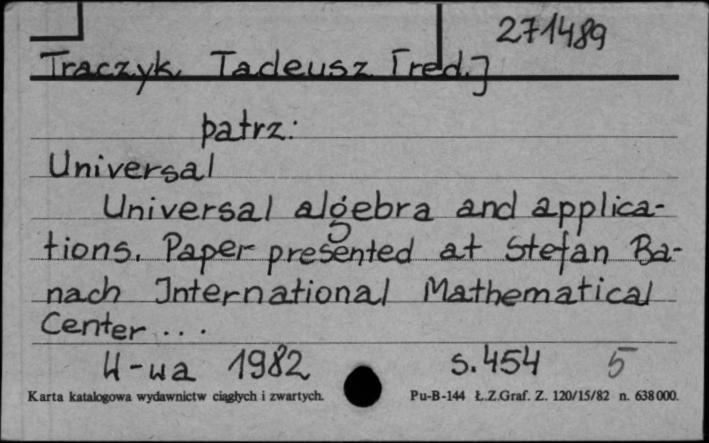 271489
Traczyk, Tadeusz [red.]
patrz:
Universal
Universal algebra and applica-
tions. Paper presented at Stefan Ba-
nach International Mathematical
Center ...
W-wa 1982 s.454 5
Karta katalogowa wydawnictw ciągłych i zwartych. Pu-B-144 Ł.Z.Graf. Z. 120/15/82 n. 638000.